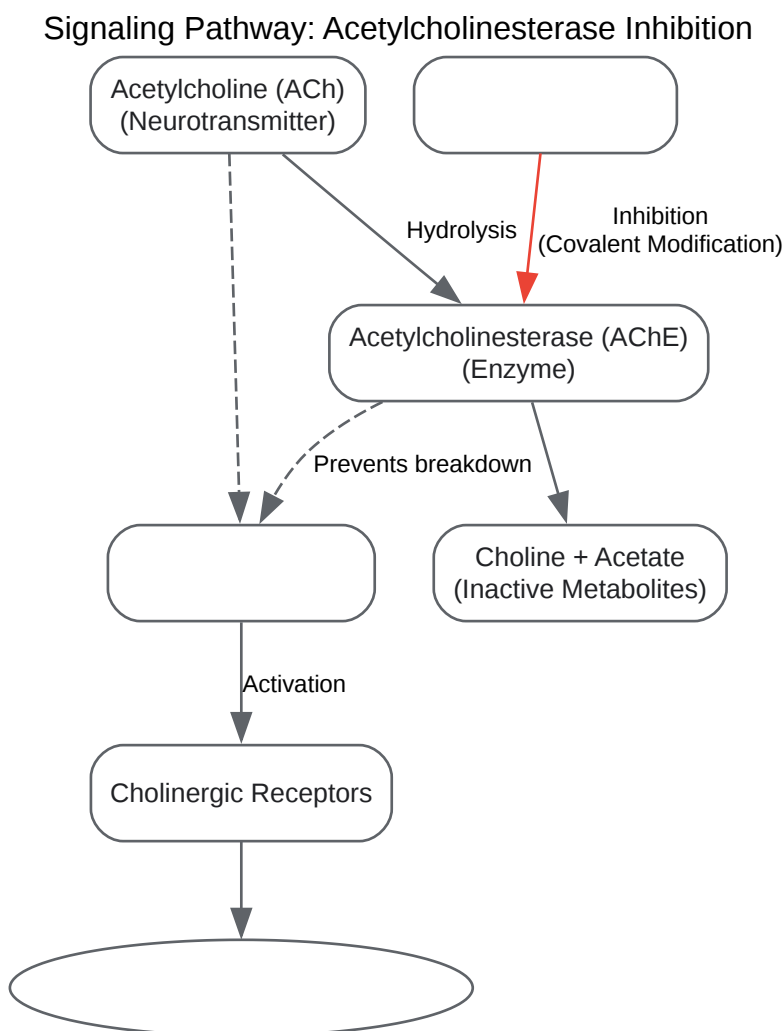 Signaling Pathway: Acetylcholinesterase Inhibition
Acetylcholine (ACh)
(Neurotransmitter)
Hydrolysis
Inhibition
(Covalent Modification)
Acetylcholinesterase (AChE)
(Enzyme)
Prevents breakdown
Choline + Acetate
(Inactive Metabolites)
Activation
Cholinergic Receptors